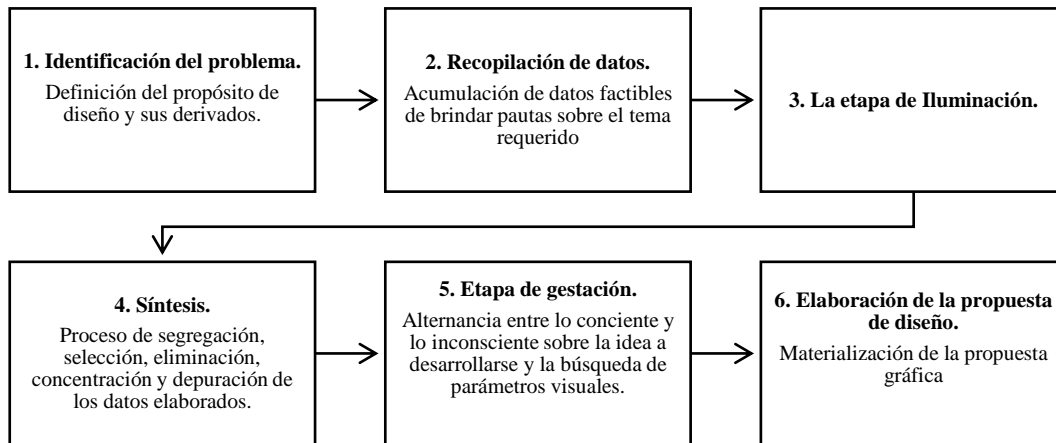 1. Identificación del problema.
Definición del propósito de
diseño y sus derivados.
2. Recopilación de datos.
Acumulación de datos factibles
de brindar pautas sobre el tema
requerido
3. La etapa de Iluminación.
4. Síntesis.
Proceso de segregación,
selección, eliminación,
concentración y depuración de
los datos elaborados.
5. Etapa de gestación.
Alternancia entre lo conciente y
lo inconsciente sobre la idea a
desarrollarse y la búsqueda de
parámetros visuales.
6. Elaboración de la propuesta
de diseño.
Materialización de la propuesta
gráfica